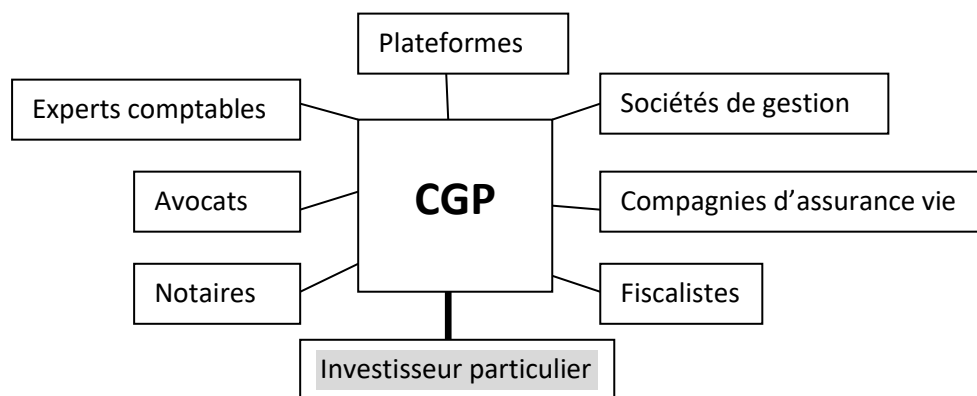 Plateformes
Experts comptables
Sociétés de gestion
CGP
Avocats
Compagnies d’assurance vie
Notaires
Fiscalistes
Investisseur particulier